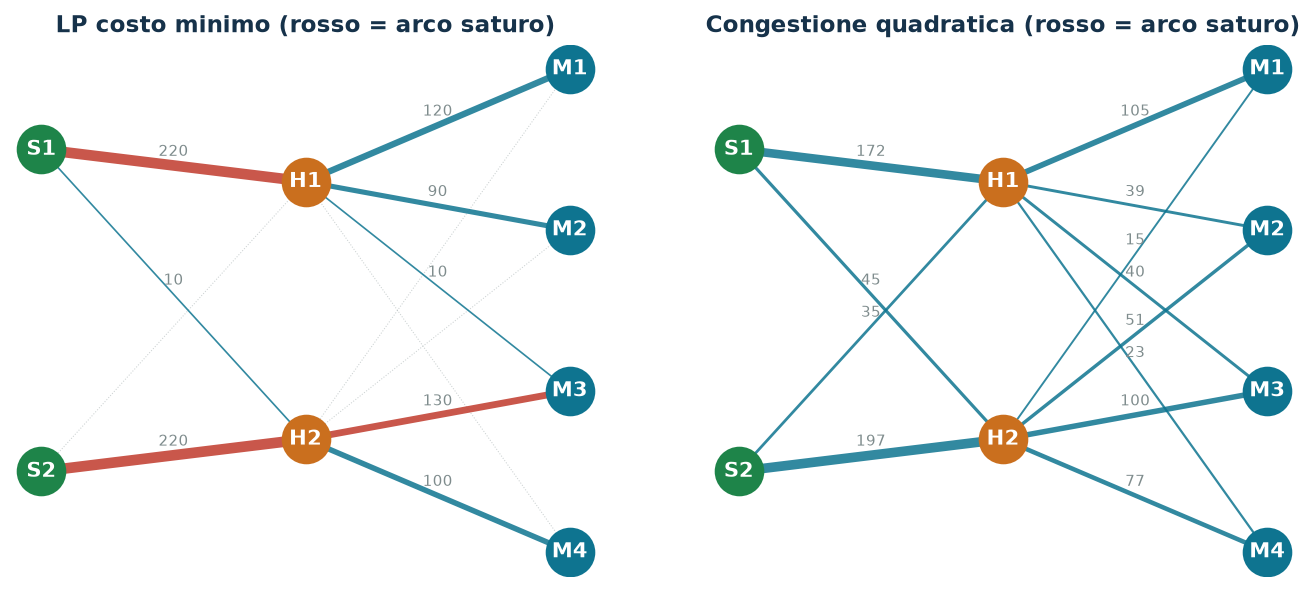 LP costo minimo (rosso = arco saturo)
M1
120
S1
220
H1
90
M2
10
10
M3
130
S2
220
H2
100
M4
Congestione quadratica (rosso = arco saturo)
M1
105
S1
172
H1
39
M2
15
45
40
35
51
23
M3
100
S2
197
H2
77
M4